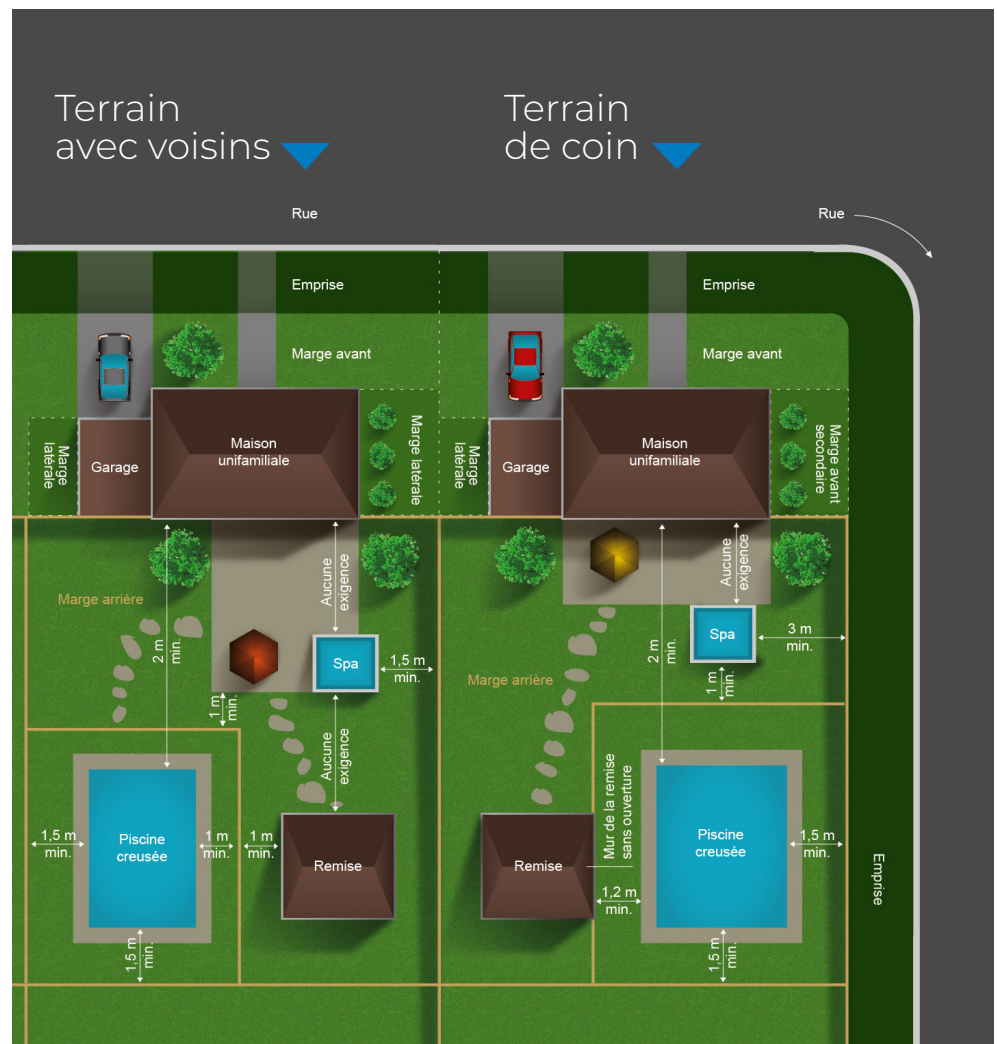 Terrain
avec voisins
Terrain
de coin
Rue
Rue
Emprise
Emprise
Marge avant
Marge avant
Marge
latérale
Garage
Maison
unifamiliale
Marge latérale
Marge
latérale
Garage
Maison
unifamiliale
Marge avant
secondaire
Marge arrière
2 m
min.
Aucune
exigence
Spa
1,5 m
min.
1 m
min.
Aucune
exigence
1,5 m
min.
Piscine
creusée
1 m
min.
1 m
min.
Remise
1,5 m
min.
Marge arrière
2 m
min.
Aucune
exigence
Spa
3 m
min.
1 m
min.
Mur de la remise
sans ouverture
Remise
1,2 m
min.
Piscine
creusée
1,5 m
min.
1,5 m
min.
Emprise